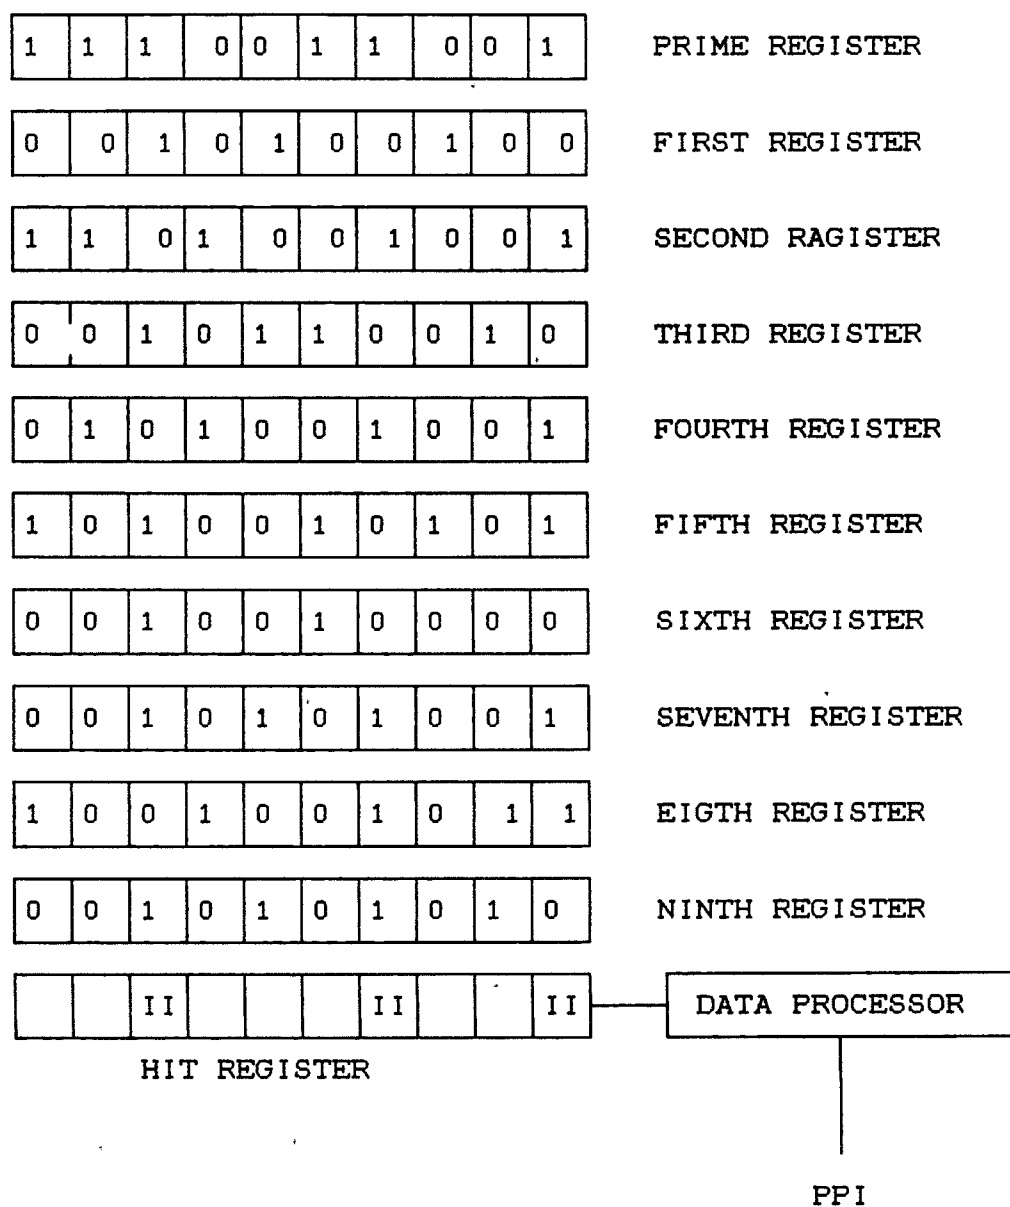 1 1 1 0 0 1 1 0 0 1 PRIME REGISTER
0 0 1 0 1 0 0 1 0 0 FIRST REGISTER
1 1 0 1 0 0 1 0 0 1 SECOND RAGISTER
0 0 1 0 1 1 0 0 1 0 THIRD REGISTER
0 1 0 1 0 0 1 0 0 1 FOURTH REGISTER
1 0 1 0 0 1 0 1 0 1 FIFTH REGISTER
0 0 1 0 0 1 0 0 0 0 SIXTH REGISTER
0 0 1 0 1 0 1 0 0 1 SEVENTH REGISTER
1 0 0 1 0 0 1 0 1 1 EIGTH REGISTER
0 0 1 0 1 0 1 0 1 0 NINTH REGISTER
II II II DATA PROCESSOR
HIT REGISTER
PPI